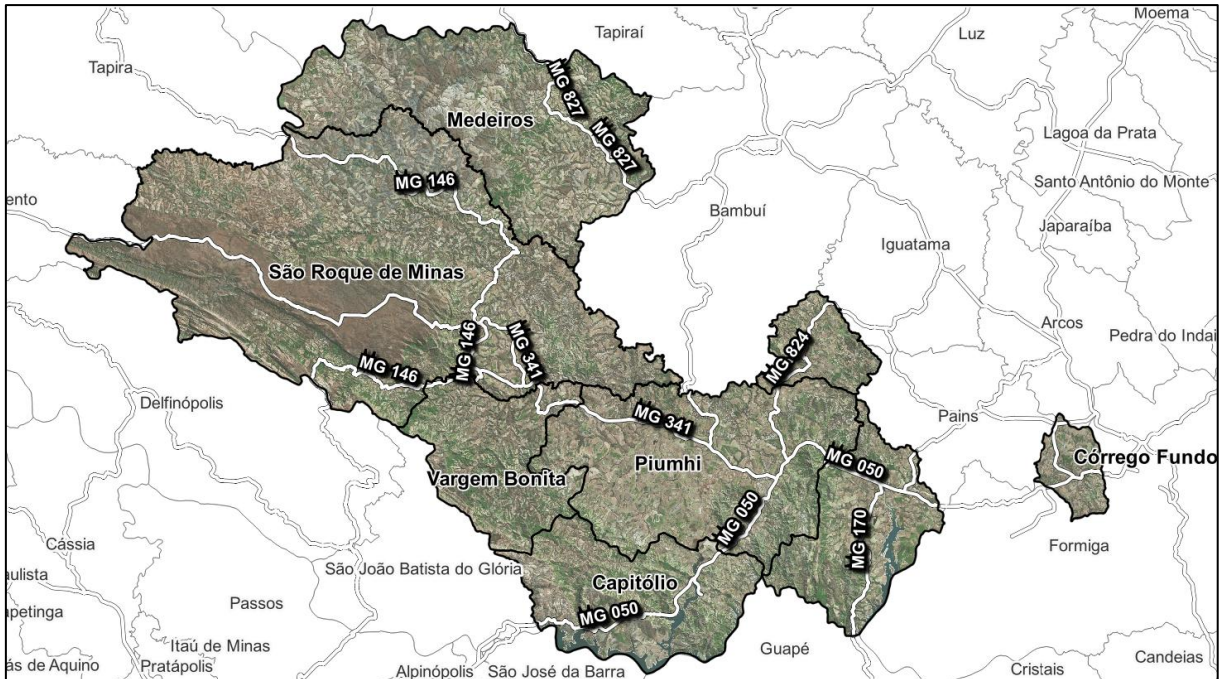 Moema
Tapiraí
Luz
Tapira
MG 827
Medeiros
MG 827
Lagoa da Prata
MG 146
Santo Antônio do Monte
ento
Bambuí
Japaraíba
Iguatama
São Roque de Minas
Arcos
Pedra do Indai
MG 824
MG 146
MG 341
MG 146
Delfinópolis
MG 341
Pains
Córrego Fundo
Piumhi
MG 050
Vargem Bonita
MG 050
MG 170
Cássia
Formiga
São João Batista do Glória
aulista
Capitólio
apetinga
Passos
MG 050
Itaú de Minas
Guapé
ás de Aquino
Pratápolis
Alpinópolis
São José da Barra
Cristais
Candeias